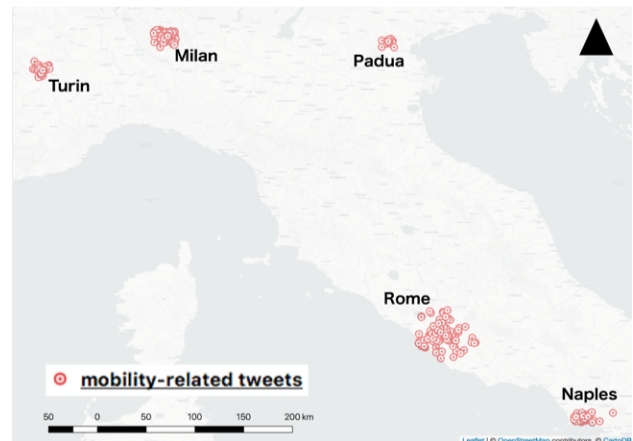 Milan
Padua
Turin
Rome
mobility-related tweets
Naples
50 0 50 100 150 200 km
Leaflet | © OpenStreetMap contributors, © CartoDB